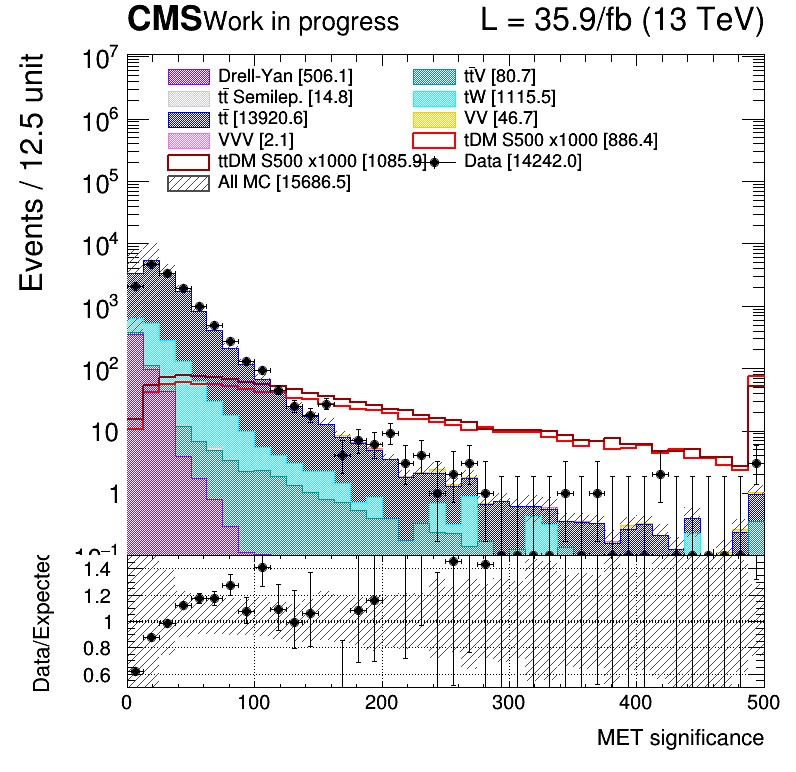 CMS Work in progress L = 35.9/fb (13 TeV)
Events / 12.5 unit
10^7
10^6
10^5
10^4
10^3
10^2
10
1
10^-1
Drell-Yan [506.1] tt̄V [80.7]
tt̄ Semilep. [14.8] tW [1115.5]
tt̄ [13920.6] VV [46.7]
VVV [2.1] tDM S500 x1000 [886.4]
ttDM S500 x1000 [1085.9] Data [14242.0]
All MC [15686.5]
Data/Expected
1.4
1.2
1
0.8
0.6
0 100 200 300 400 500
MET significance